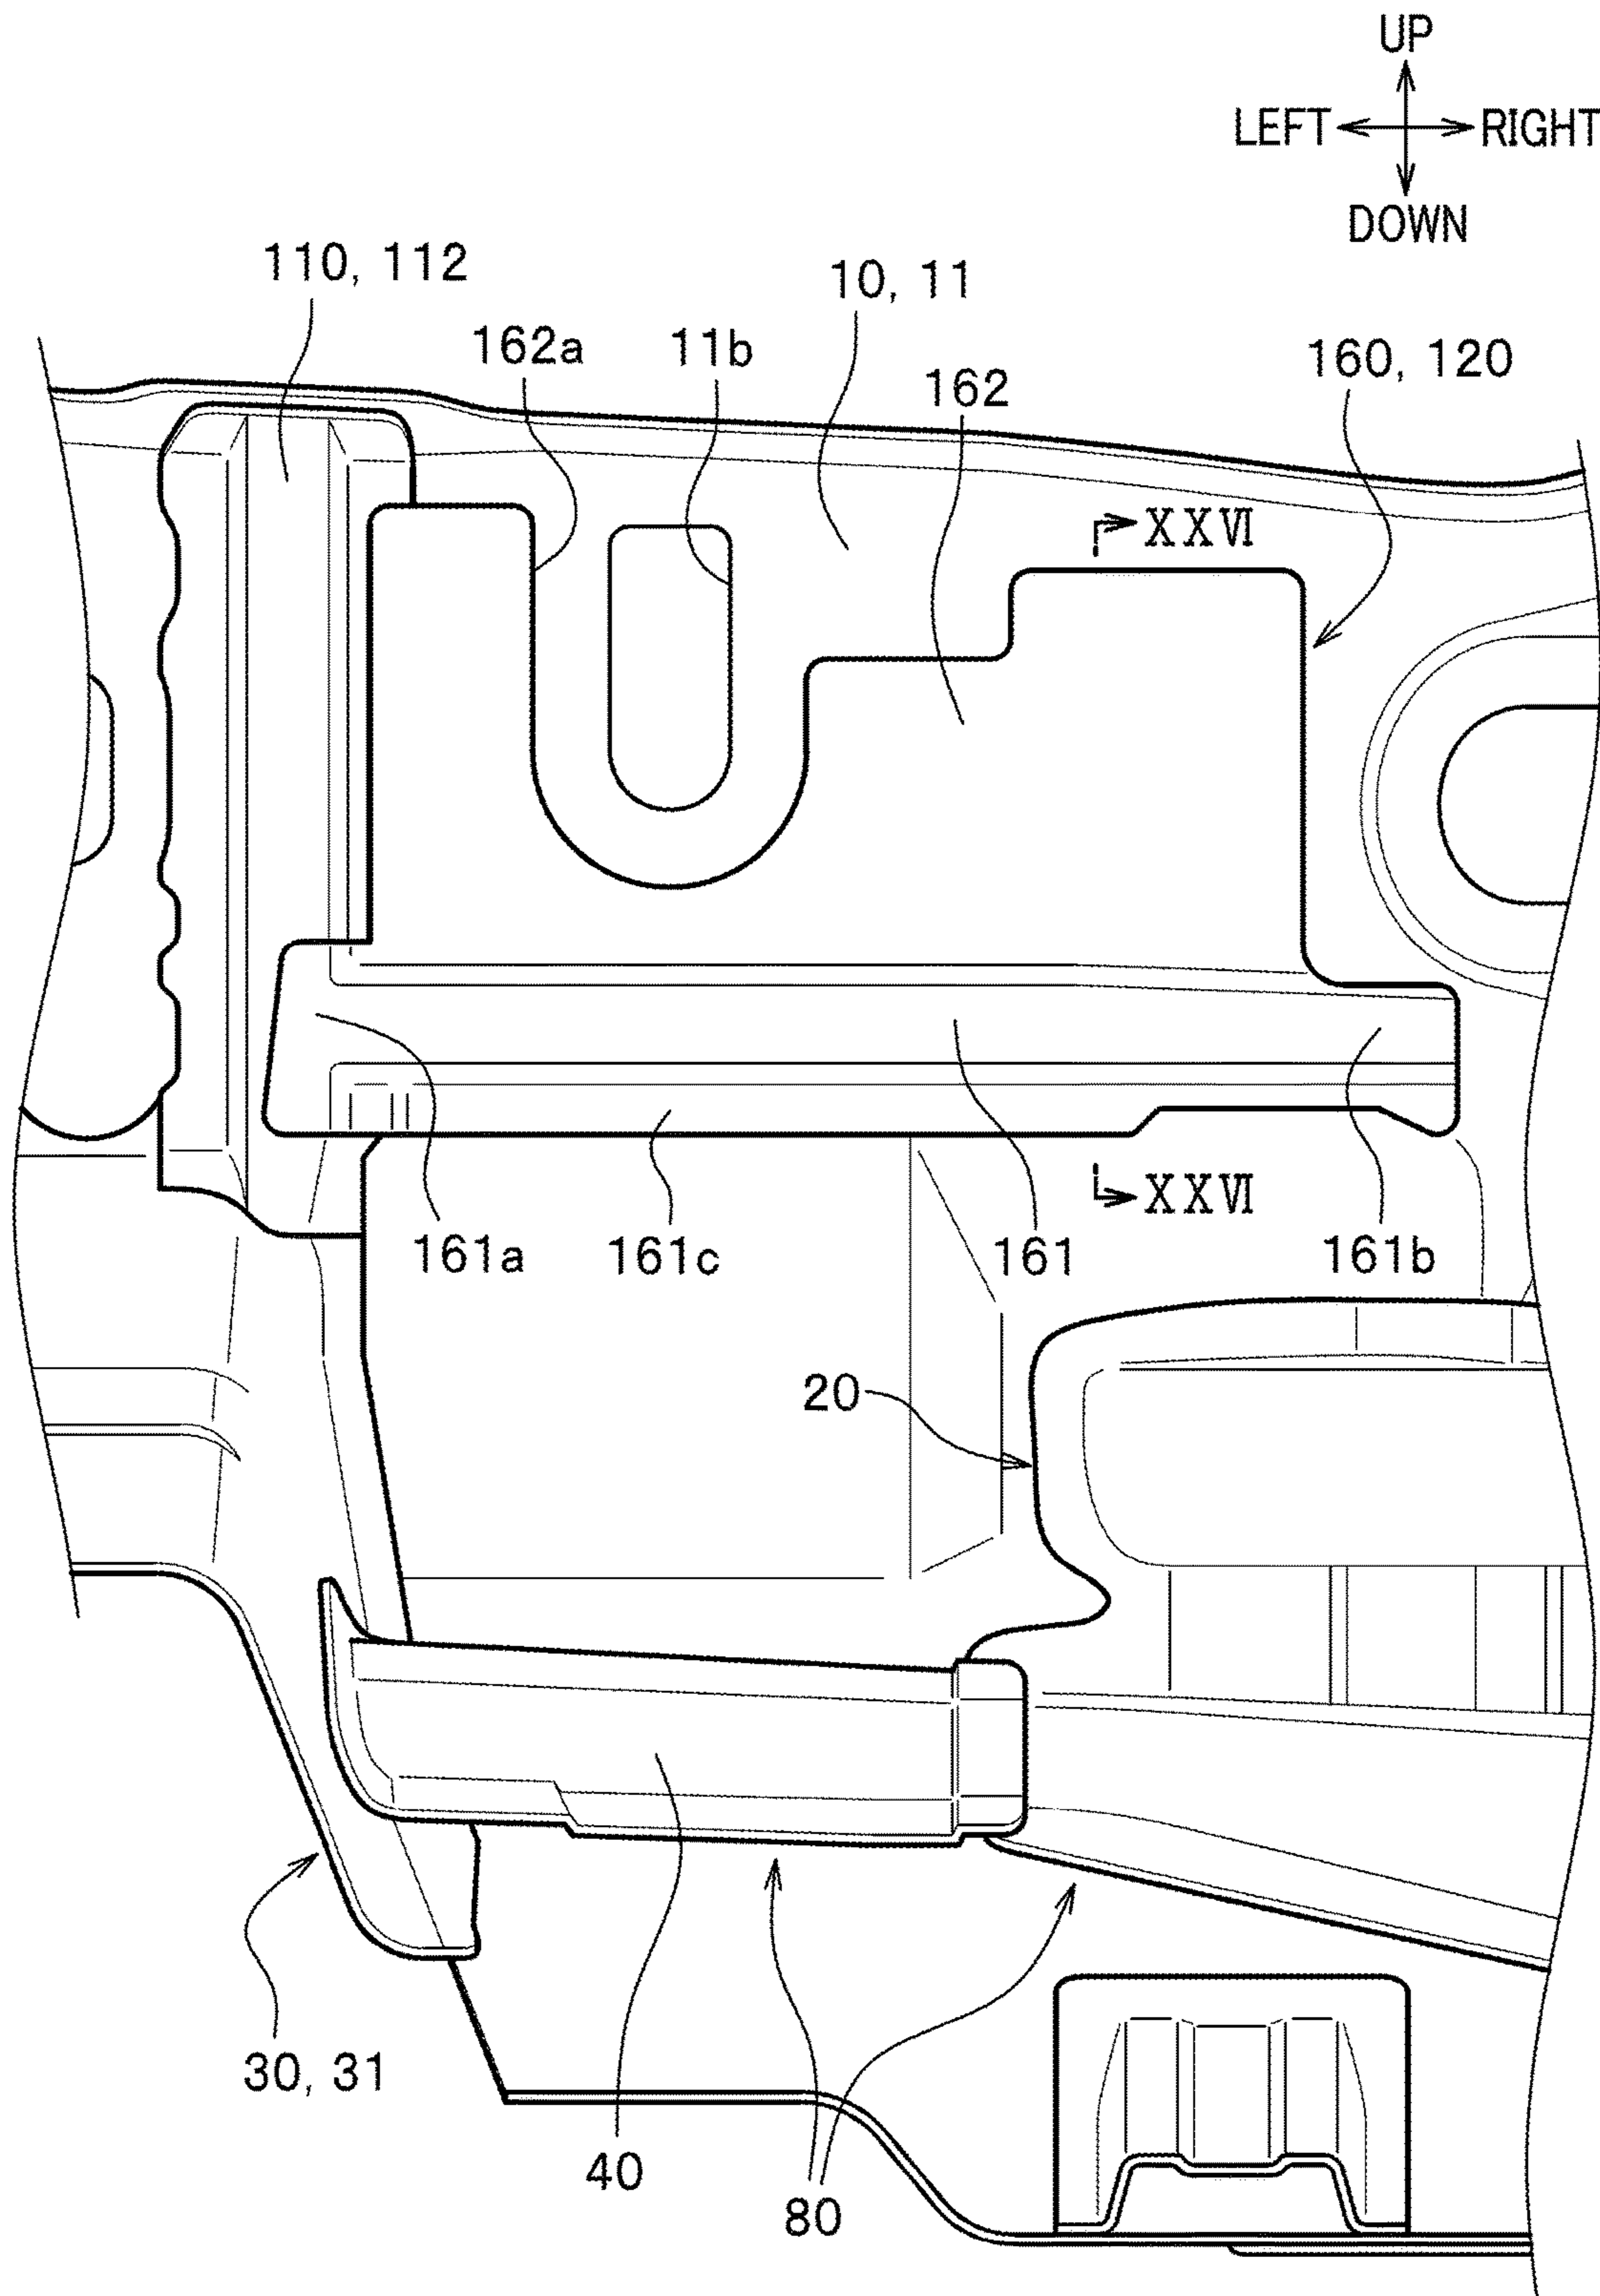 UP
LEFT RIGHT
DOWN
110, 112
10, 11
162a
11b
162
160, 120
XXVI
XXVI
161a
161c
161
161b
20
30, 31
40
80